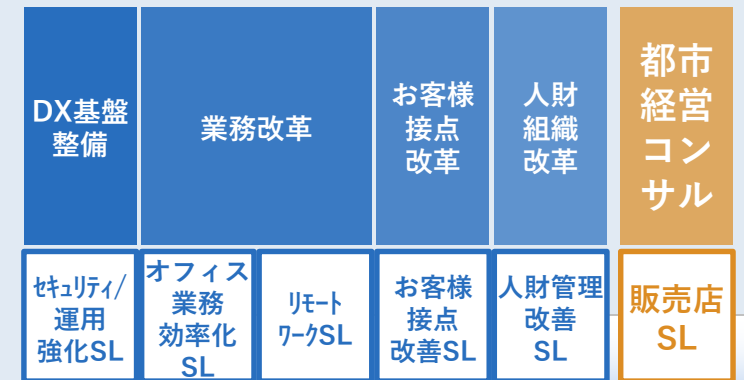 DX基盤
整備
業務改革
お客様
接点
改革
人財
組織
改革
都市
経営
コン
サル
ｾｷｭﾘﾃｨ/
運用
強化SL
オフィス
業務
効率化
SL
ﾘﾓｰﾄ
ﾜｰｸSL
お客様
接点
改善SL
人財管理
改善
SL
販売店
SL